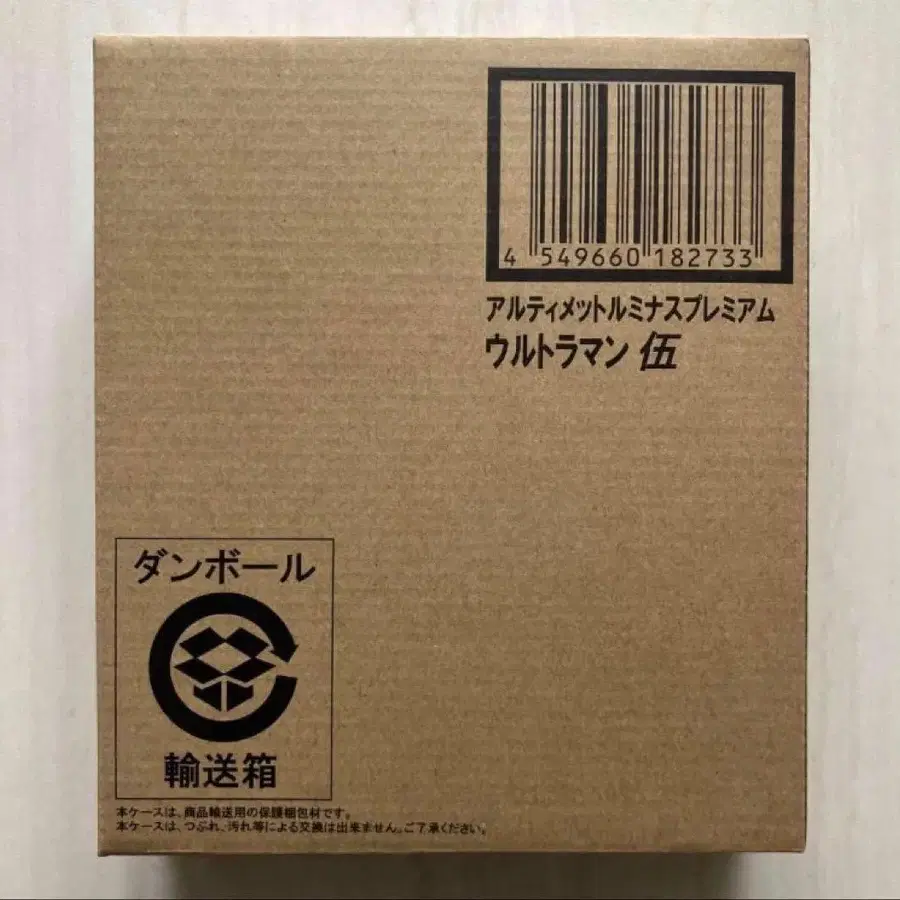 4 549660 182733
アルティメットルミナスプレミアム
ウルトラマン 伍
ダンボール
輸送箱
本ケースは、商品輸送用の保護梱包材です。
本ケースは、つぶれ、汚れ等による交換は出来ません。ご了承ください。